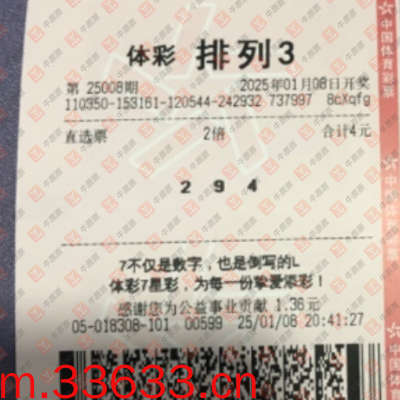 体彩 排列3
第 25008期 2025年01月08日开奖
110350-153161-120544-242932 737997 8cXqfg
直选票 2倍 合计4元
2 9 4
7不仅是数字，也是倒写的L
体彩7星彩，为每一份挚爱添彩！
感谢您为公益事业贡献 1.36元
05-018308-101 00599 25/01/08 20:41:27
m.33633.cn
中国体育彩票